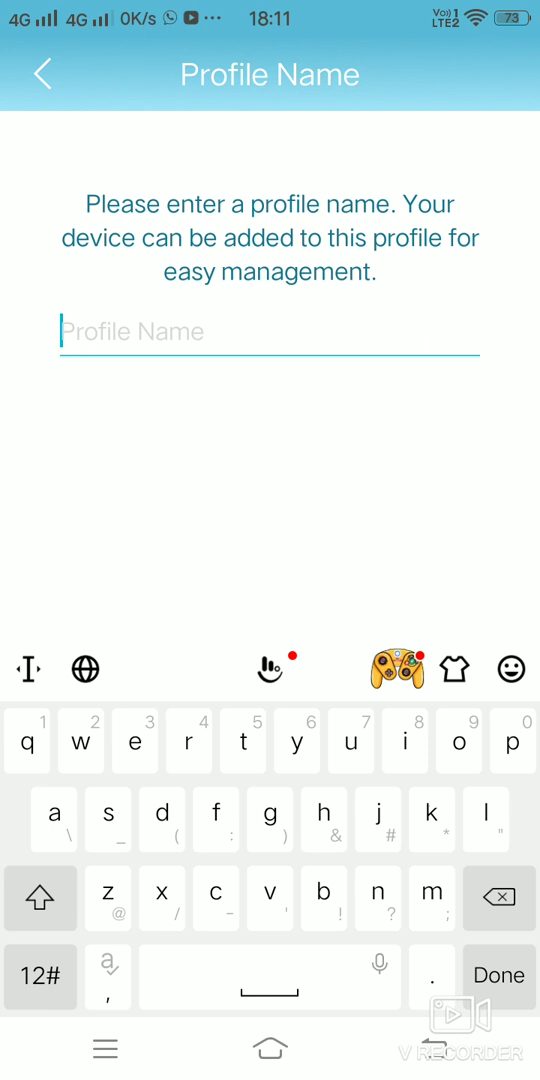 4G 4G 0K/s ... 18:11 Vo) 1 LTE2 73
Profile Name
Please enter a profile name. Your
device can be added to this profile for
easy management.
Profile Name
1 2 3 4 5 6 7 8 9 0
q w e r t y u i o p
a s d f g h j k l
\ _ ( : ) & # * "
z x c v b n m
@ / - ' ! ? ;
12# a , . Done
V RECORDER